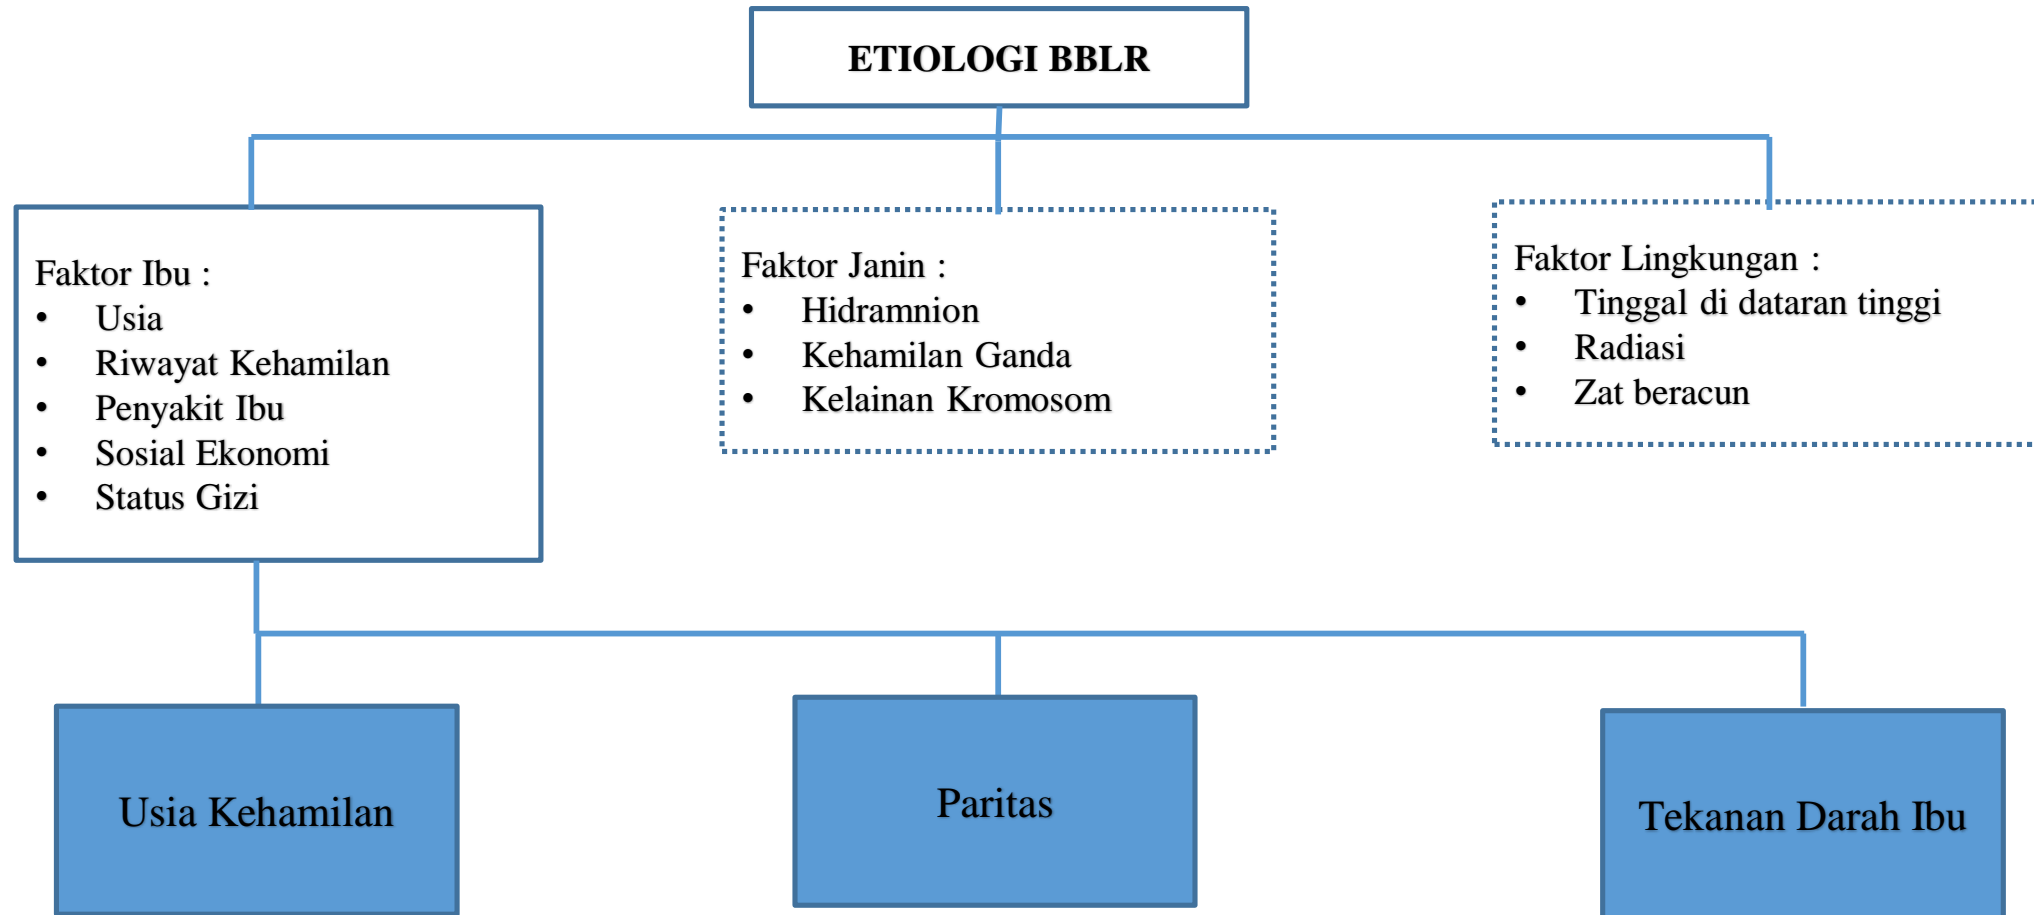 ETIOLOGI BBLR
Faktor Ibu :
• Usia
• Riwayat Kehamilan
• Penyakit Ibu
• Sosial Ekonomi
• Status Gizi
Faktor Janin :
• Hidramnion
• Kehamilan Ganda
• Kelainan Kromosom
Faktor Lingkungan :
• Tinggal di dataran tinggi
• Radiasi
• Zat beracun
Usia Kehamilan
Paritas
Tekanan Darah Ibu